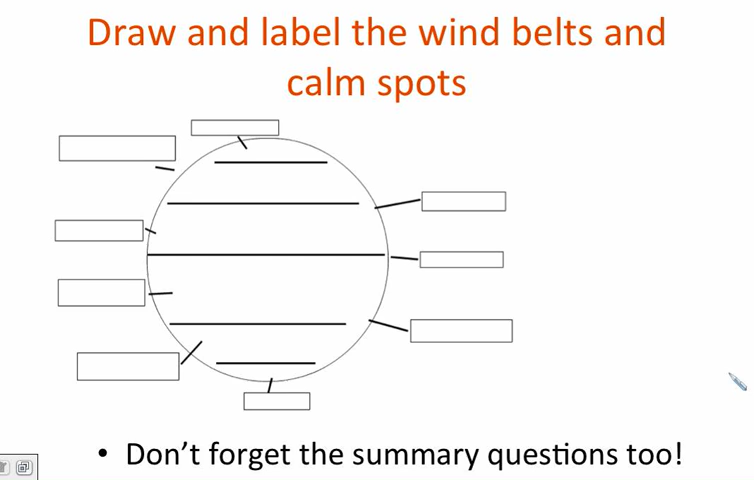 Draw and label the wind belts and
calm spots
• Don’t forget the summary questions too!